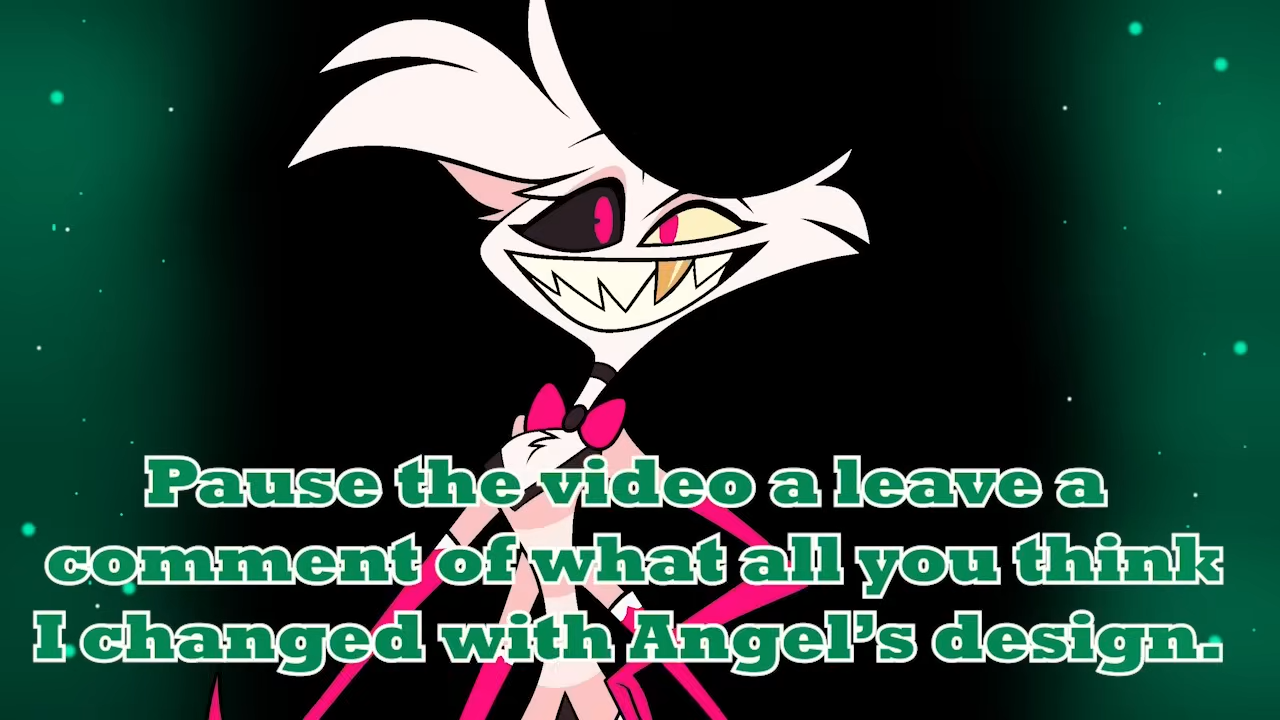 Pause the video a leave a
comment of what all you think
I changed with Angel’s design.